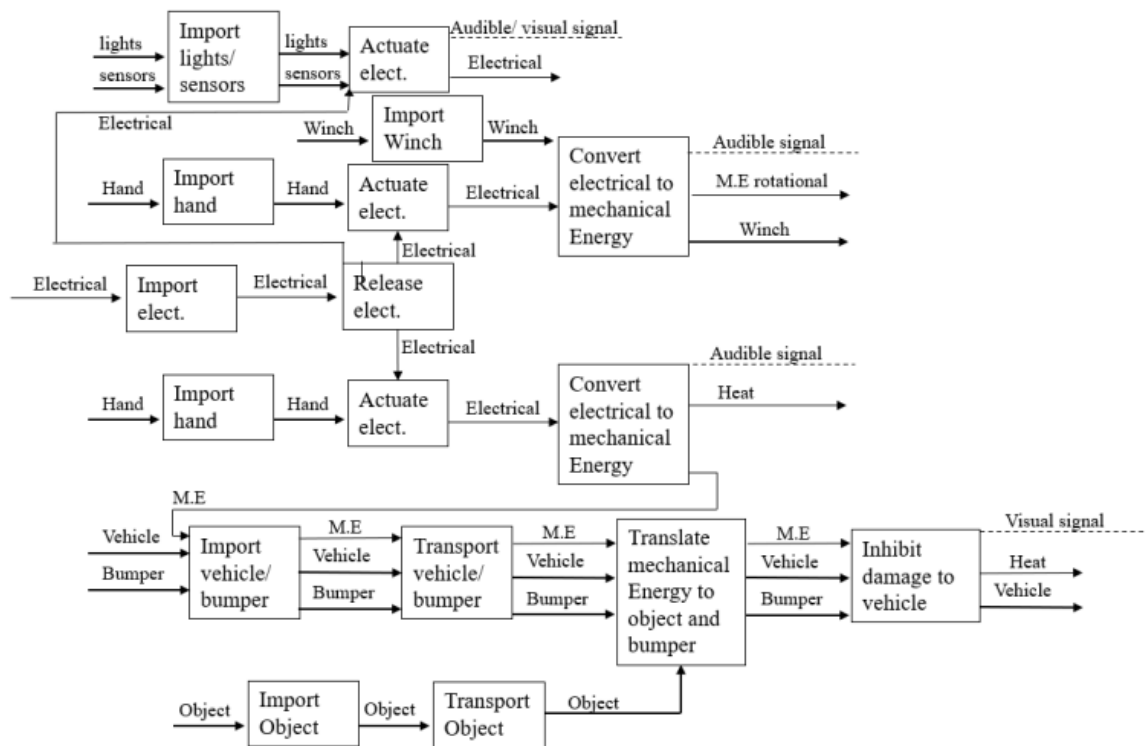 Audible/ visual signal
lights
Import
lights/
sensors
lights
Actuate
elect.
sensors
sensors
Electrical
Electrical
Winch
Import
Winch
Winch
Audible signal
Convert
electrical to
mechanical
Energy
Hand
Import
hand
Hand
Actuate
elect.
Electrical
M.E rotational
Winch
Electrical
Electrical
Import
elect.
Electrical
Release
elect.
Electrical
Audible signal
Hand
Import
hand
Hand
Actuate
elect.
Electrical
Convert
electrical to
mechanical
Energy
Heat
M.E
Vehicle
Bumper
Import
vehicle/
bumper
M.E
Vehicle
Bumper
Transport
vehicle/
bumper
M.E
Vehicle
Bumper
Translate
mechanical
Energy to
object and
bumper
M.E
Vehicle
Bumper
Inhibit
damage to
vehicle
Visual signal
Heat
Vehicle
Object
Import
Object
Object
Transport
Object
Object